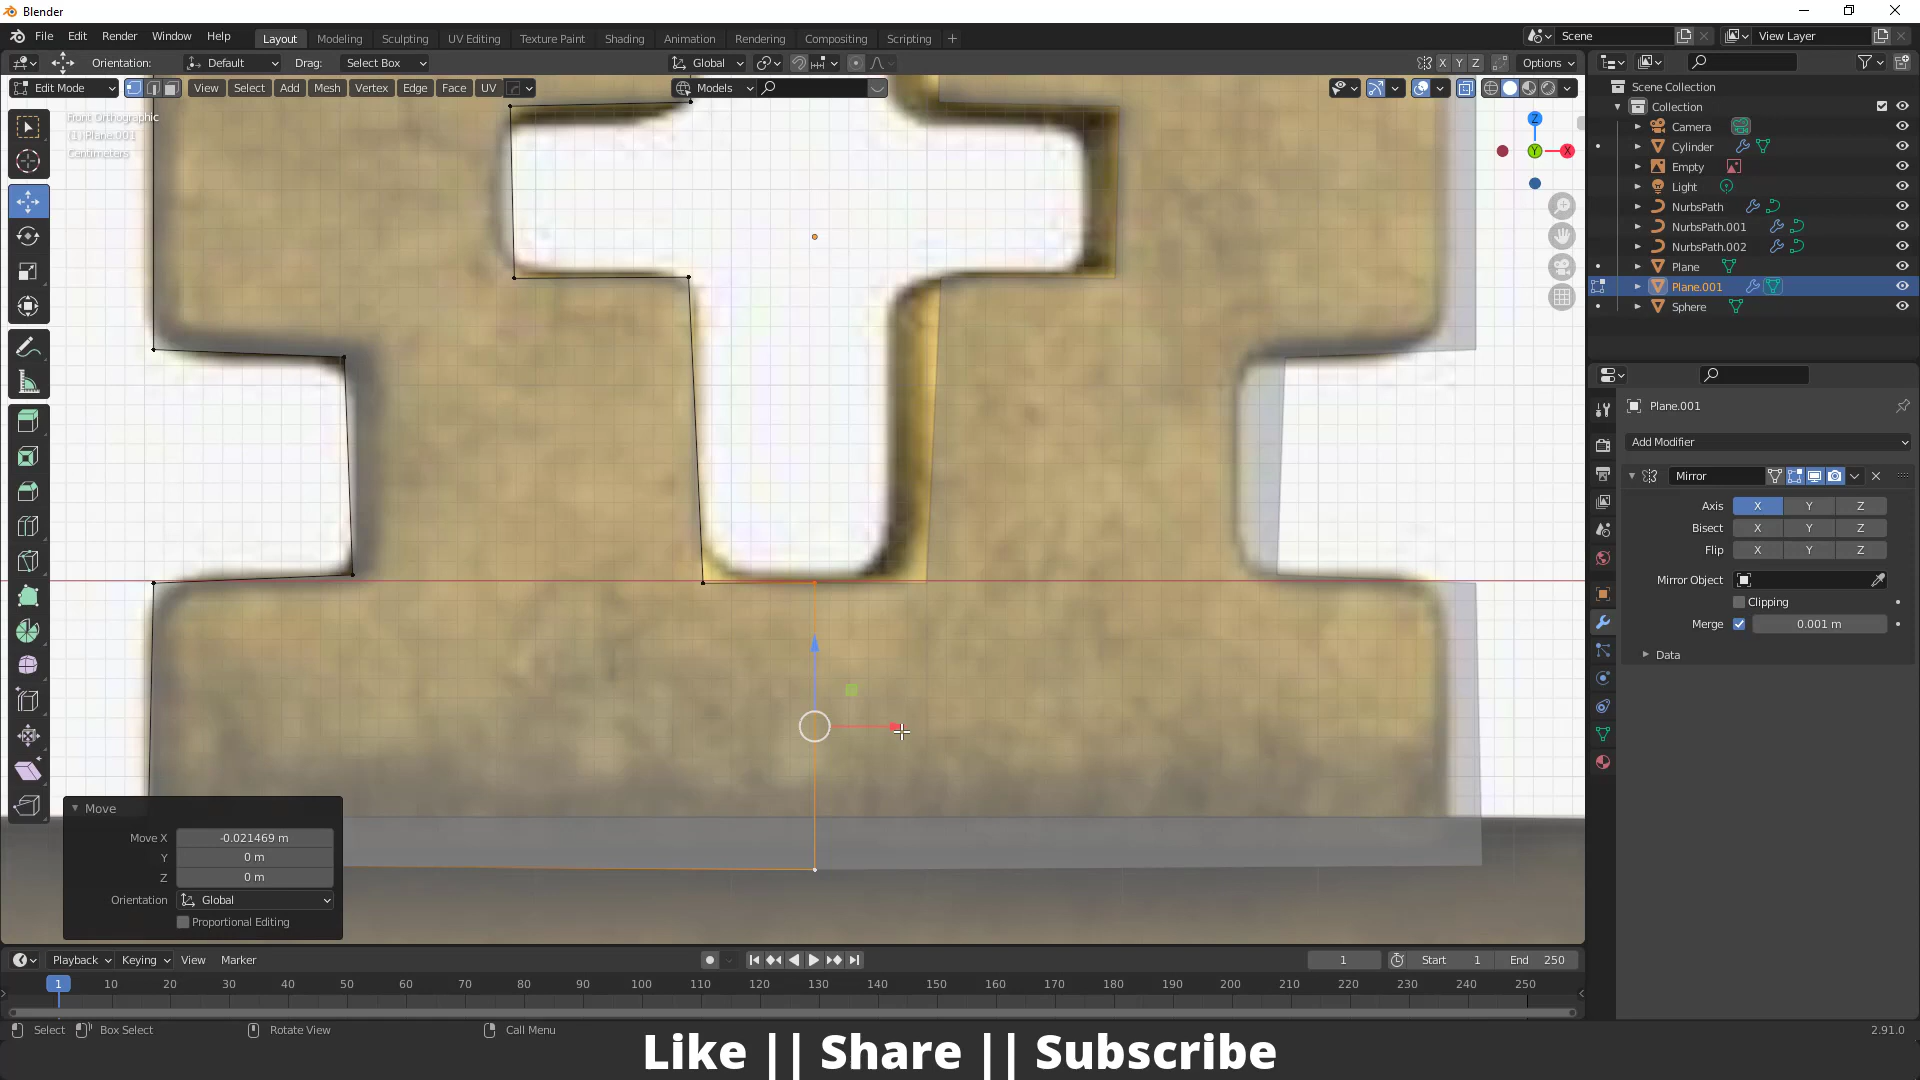 Blender
File Edit Render Window Help
Layout Modeling Sculpting UV Editing Texture Paint Shading Animation Rendering Compositing Scripting +
Scene View Layer
Orientation: Default Drag: Select Box Global X Y Z Options
Edit Mode View Select Add Mesh Vertex Edge Face UV Models
Front Orthographic
(1) Plane.001
Centimeters
Z
Y
X
Scene Collection
Collection
Camera
Cylinder
Empty
Light
NurbsPath
NurbsPath.001
NurbsPath.002
Plane
Plane.001
Sphere
Plane.001
Add Modifier
Mirror
Axis X Y Z
Bisect X Y Z
Flip X Y Z
Mirror Object
Clipping
Merge 0.001 m
Data
Move
Move X -0.021469 m
Y 0 m
Z 0 m
Orientation Global
Proportional Editing
Playback Keying View Marker 1 Start 1 End 250
1 10 20 30 40 50 60 70 80 90 100 110 120 130 140 150 160 170 180 190 200 210 220 230 240 250
Select Box Select Rotate View Call Menu 2.91.0
Like || Share || Subscribe